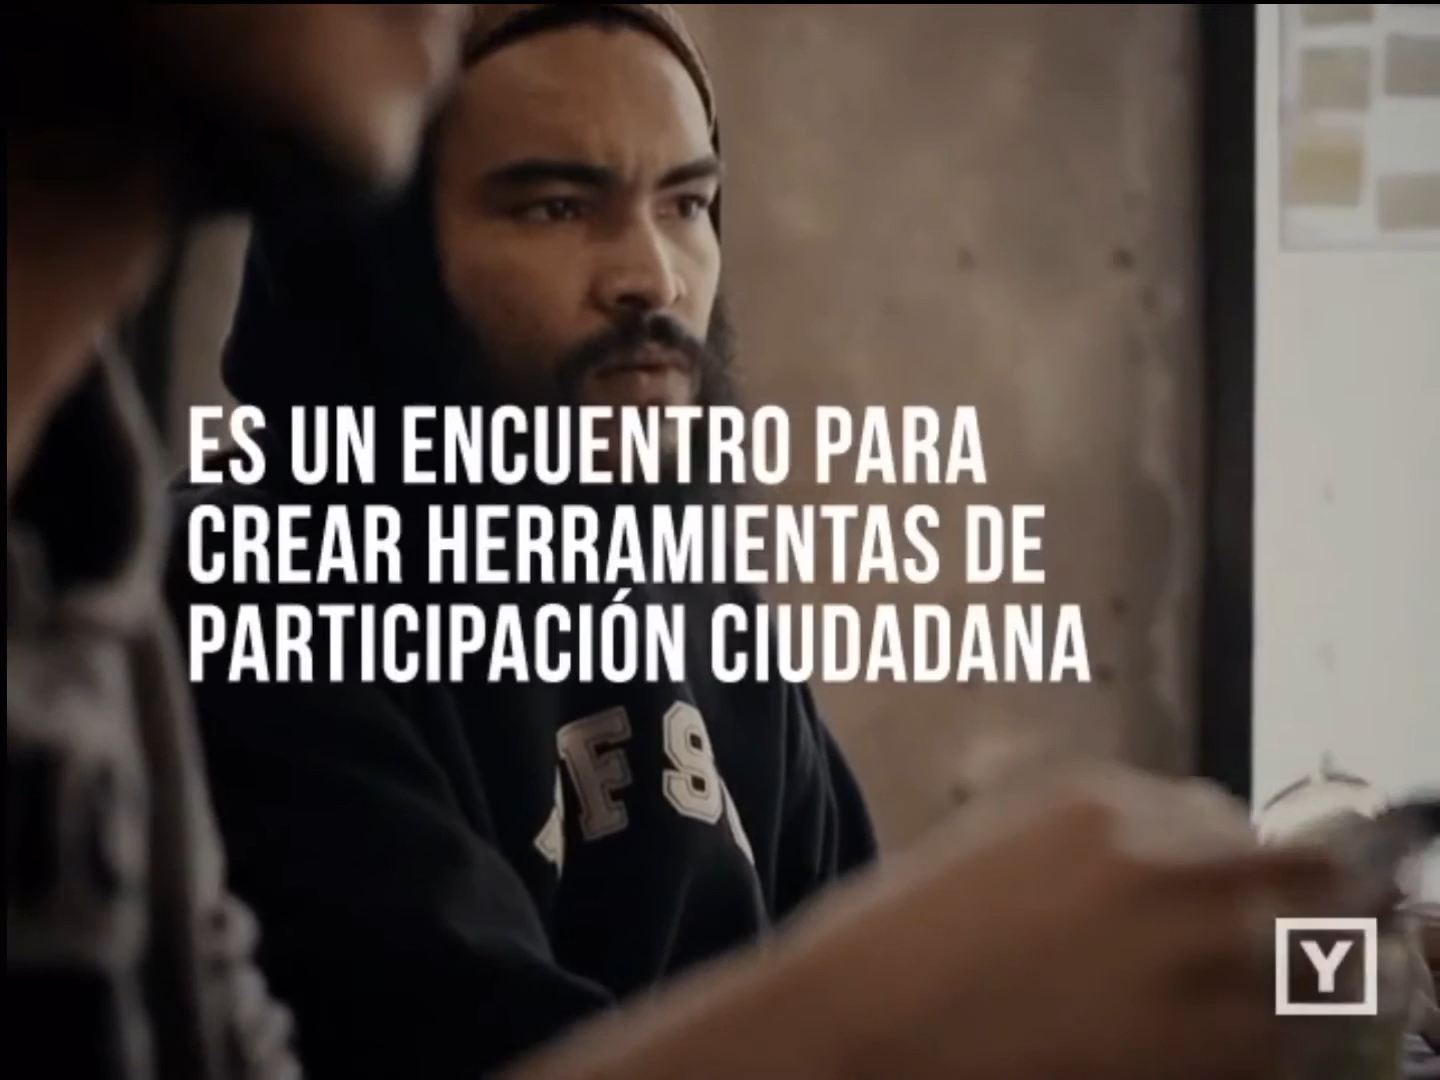 ES UN ENCUENTRO PARA
CREAR HERRAMIENTAS DE
PARTICIPACIÓN CIUDADANA
F S
Y